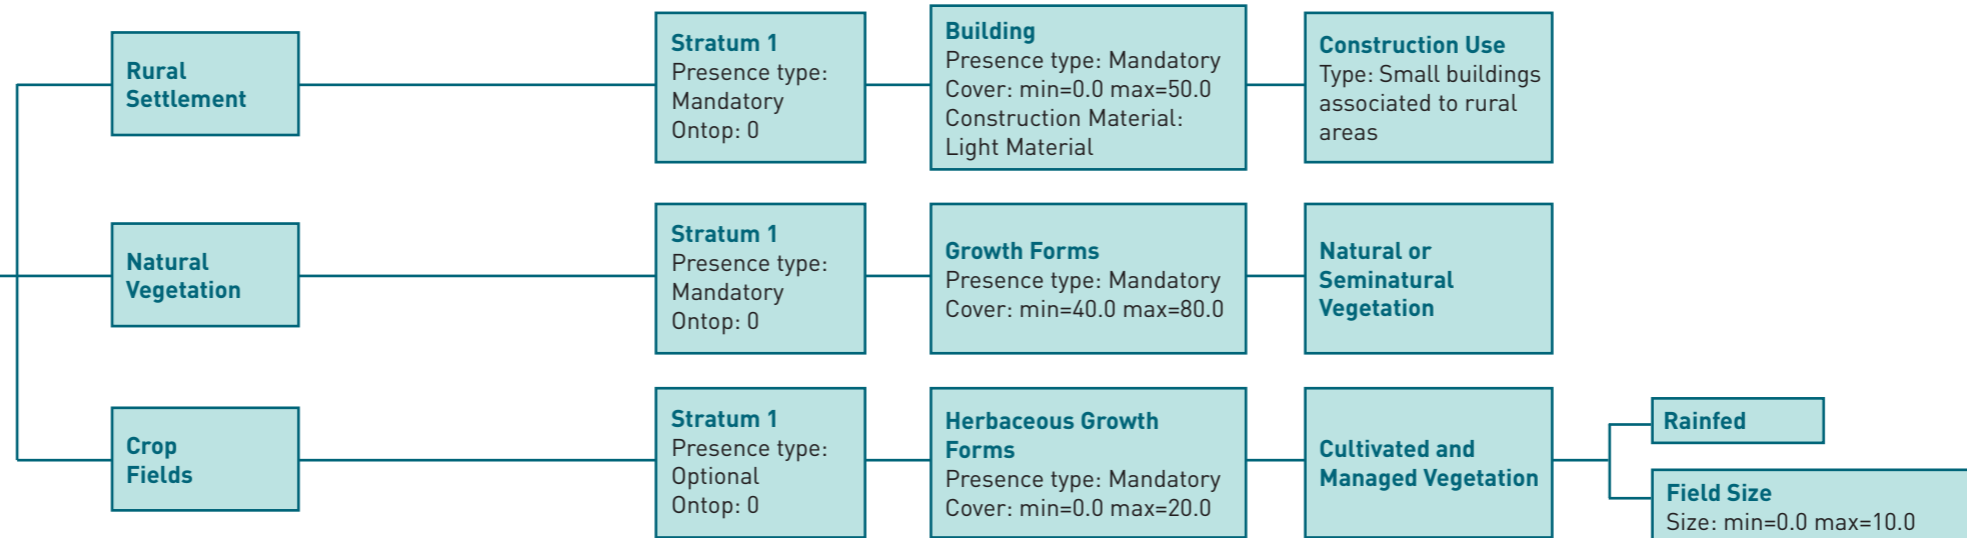 Rural
Settlement
Stratum 1
Presence type:
Mandatory
Ontop: 0
Building
Presence type: Mandatory
Cover: min=0.0 max=50.0
Construction Material:
Light Material
Construction Use
Type: Small buildings
associated to rural
areas
Natural
Vegetation
Stratum 1
Presence type:
Mandatory
Ontop: 0
Growth Forms
Presence type: Mandatory
Cover: min=40.0 max=80.0
Natural or
Seminatural
Vegetation
Crop
Fields
Stratum 1
Presence type:
Optional
Ontop: 0
Herbaceous Growth
Forms
Presence type: Mandatory
Cover: min=0.0 max=20.0
Cultivated and
Managed Vegetation
Rainfed
Field Size
Size: min=0.0 max=10.0